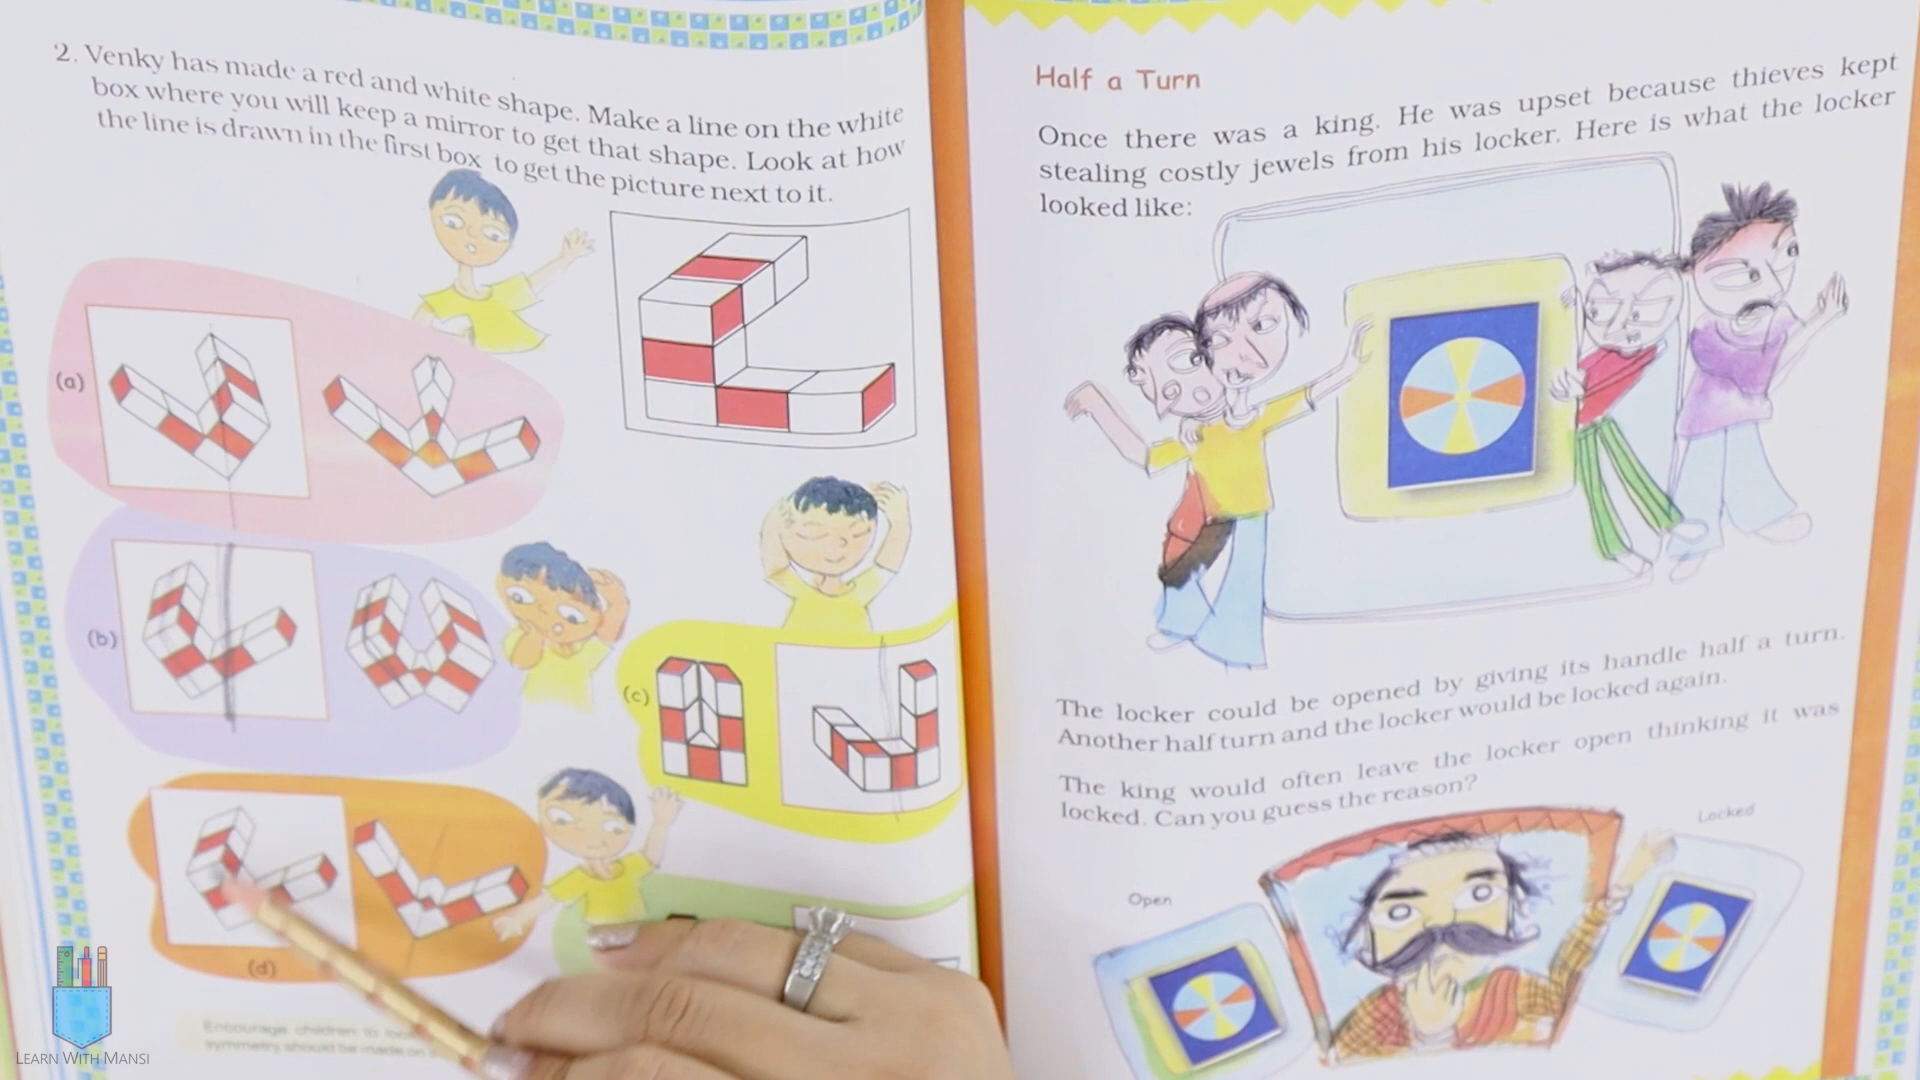 2. Venky has made a red and white shape. Make a line on the white
box where you will keep a mirror to get that shape. Look at how
the line is drawn in the first box to get the picture next to it.
(a)
(b)
(c)
(d)
Encourage children to
symmetry should be made on
LEARN WITH MANSI
Half a Turn
Once there was a king. He was upset because thieves kept
stealing costly jewels from his locker. Here is what the locker
looked like:
The locker could be opened by giving its handle half a turn.
Another half turn and the locker would be locked again.
The king would often leave the locker open thinking it was
locked. Can you guess the reason?
Open
Locked